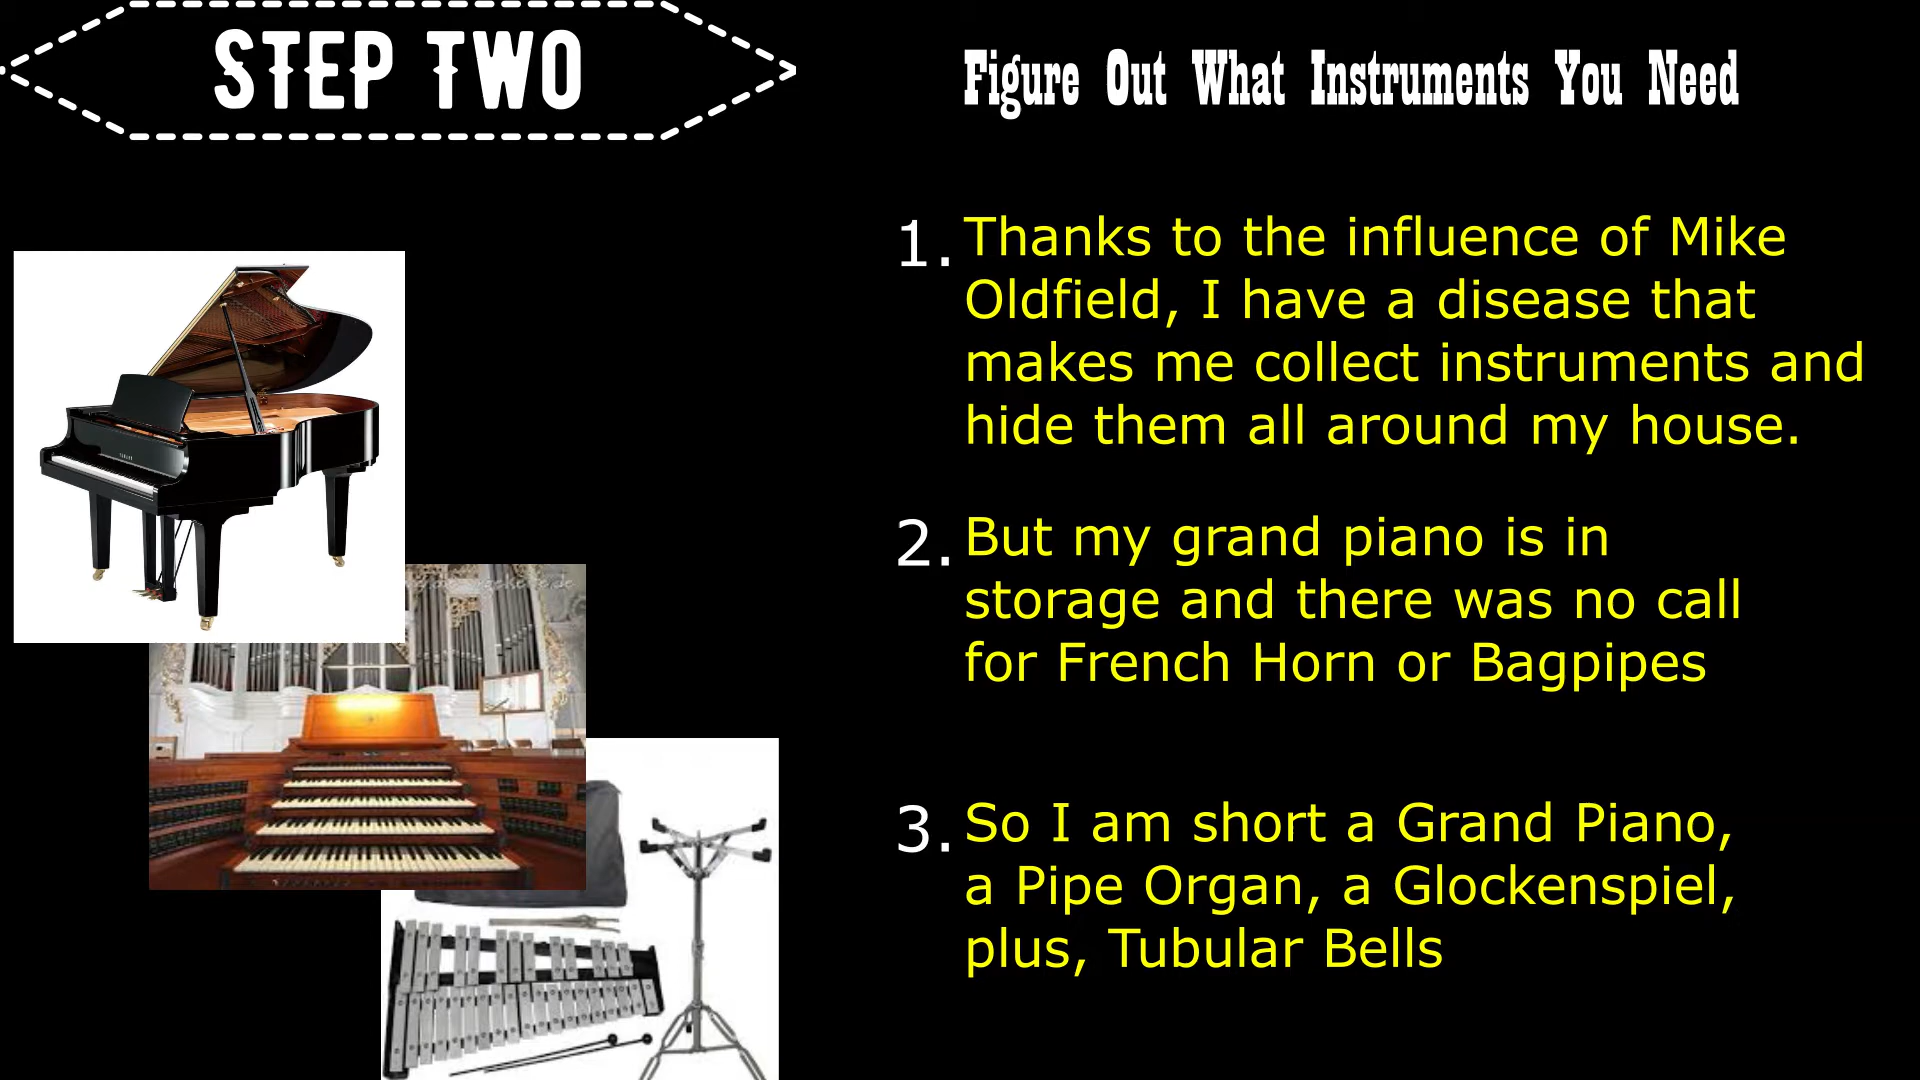 STEP TWO
Figure Out What Instruments You Need
1. Thanks to the influence of Mike
Oldfield, I have a disease that
makes me collect instruments and
hide them all around my house.
2. But my grand piano is in
storage and there was no call
for French Horn or Bagpipes
3. So I am short a Grand Piano,
a Pipe Organ, a Glockenspiel,
plus, Tubular Bells